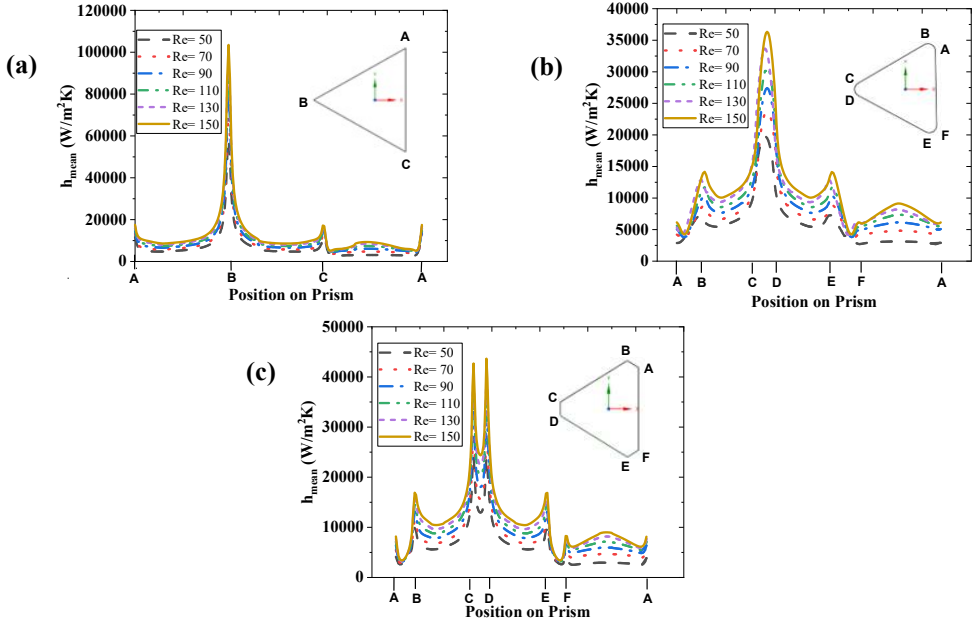 (a)
h_mean (W/m²K)
120000
100000
80000
60000
40000
20000
0
Re= 50
Re= 70
Re= 90
Re= 110
Re= 130
Re= 150
A
B
C
A B C A
Position on Prism
(b)
h_mean (W/m²K)
40000
35000
30000
25000
20000
15000
10000
5000
0
Re= 50
Re= 70
Re= 90
Re= 110
Re= 130
Re= 150
B
A
C
D
F
E
A B C D E F A
Position on Prism
(c)
h_mean (W/m²K)
50000
40000
30000
20000
10000
0
Re= 50
Re= 70
Re= 90
Re= 110
Re= 130
Re= 150
B
A
C
D
E
F
A B C D E F A
Position on Prism